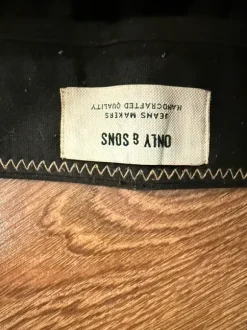 ONLY & SONS
JEANS MAKERS
HANDCRAFTED QUALITY